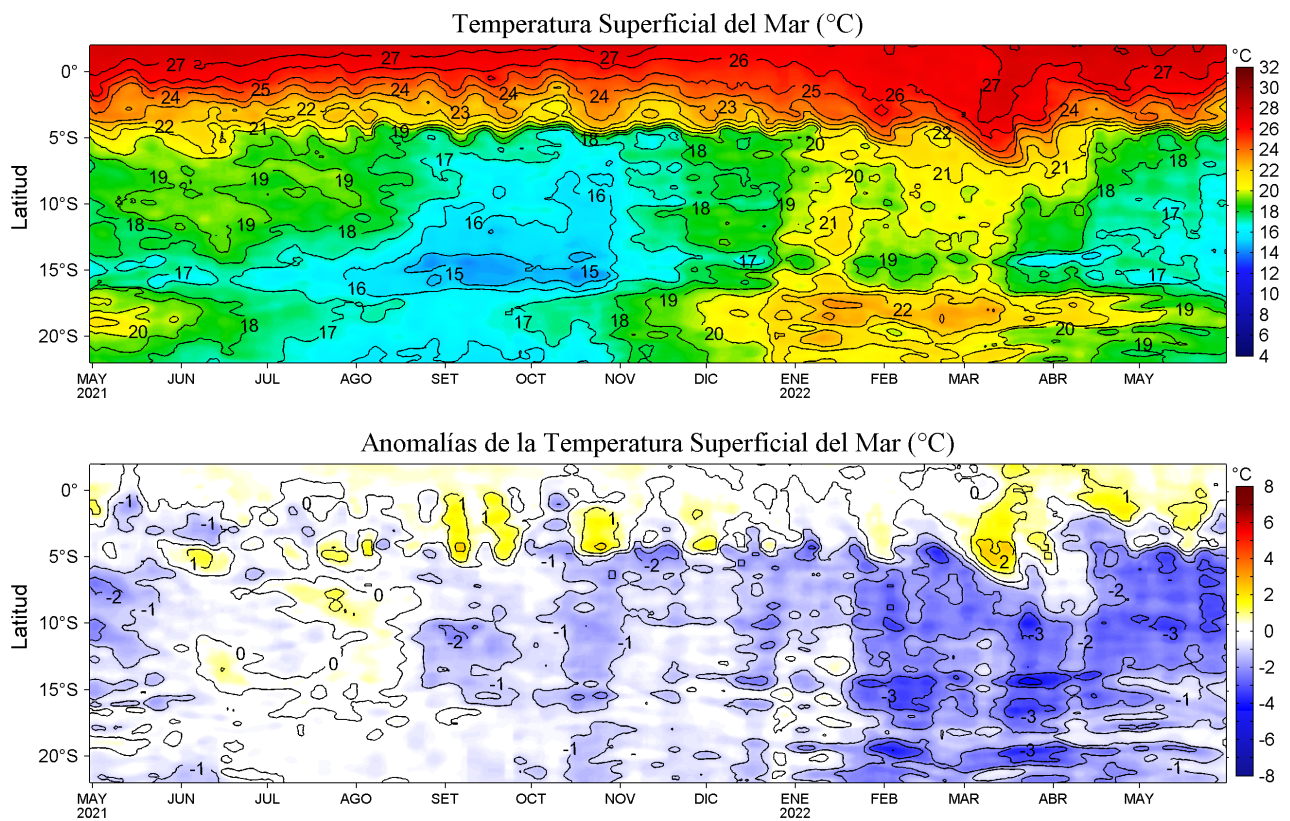 Temperatura Superficial del Mar (°C)
°C
32
30
28
26
24
22
20
18
16
14
12
10
8
6
4
Latitud
0°
5°S
10°S
15°S
20°S
27 27 27 26 27 27
24 25 24 24 24 25 26 24
22 21 22 23 23 22
19 18 20
19 19 19 17 18 20 21 21 18
18 19 18 16 16 18 19 21 18 17
17 16 15 15 17 19 17
20 18 17 17 18 19 20 22 20 19 19
MAY JUN JUL AGO SET OCT NOV DIC ENE FEB MAR ABR MAY
2021 2022
Anomalías de la Temperatura Superficial del Mar (°C)
°C
8
6
4
2
0
-2
-4
-6
-8
Latitud
0°
5°S
10°S
15°S
20°S
-1 0 0 1
-1 1 1
1 -1 -2 2
-2 -1 0 -2
-2 -1 -1 -3 -3
0 0 -1 -3 -1
-3
-1 -1 -3 -1
MAY JUN JUL AGO SET OCT NOV DIC ENE FEB MAR ABR MAY
2021 2022